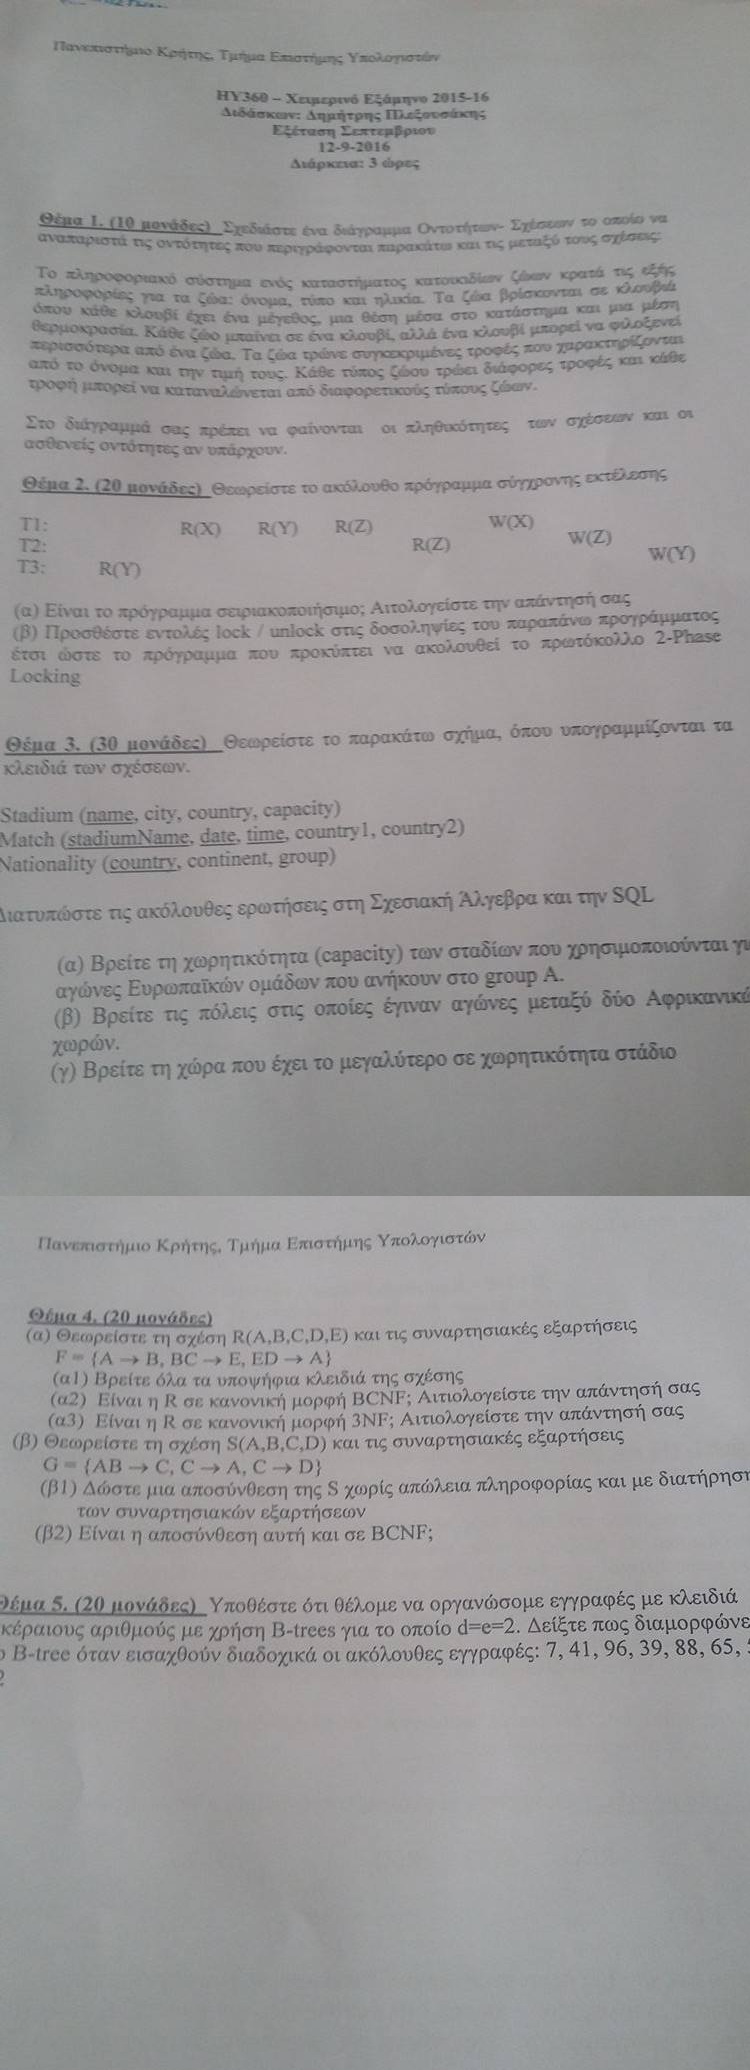 Πανεπιστήμιο Κρήτης, Τμήμα Επιστήμης Υπολογιστών
ΗΥ360 – Χειμερινό Εξάμηνο 2015-16
Διδάσκων: Δημήτρης Πλεξουσάκης
Εξέταση Σεπτεμβρίου
12-9-2016
Διάρκεια: 3 ώρες
Θέμα 1. (10 μονάδες) Σχεδιάστε ένα διάγραμμα Οντοτήτων- Σχέσεων το οποίο να
αναπαριστά τις οντότητες που περιγράφονται παρακάτω και τις μεταξύ τους σχέσεις:
Το πληροφοριακό σύστημα ενός καταστήματος κατοικιδίων ζώων κρατά τις εξής
πληροφορίες για τα ζώα: όνομα, τύπο και ηλικία. Τα ζώα βρίσκονται σε κλουβιά
όπου κάθε κλουβί έχει ένα μέγεθος, μια θέση μέσα στο κατάστημα και μια μέση
θερμοκρασία. Κάθε ζώο μπαίνει σε ένα κλουβί, αλλά ένα κλουβί μπορεί να φιλοξενεί
περισσότερα από ένα ζώα. Τα ζώα τρώνε συγκεκριμένες τροφές που χαρακτηρίζονται
από το όνομα και την τιμή τους. Κάθε τύπος ζώου τρώει διάφορες τροφές και κάθε
τροφή μπορεί να καταναλώνεται από διαφορετικούς τύπους ζώων.
Στο διάγραμμά σας πρέπει να φαίνονται οι πληθικότητες των σχέσεων και οι
ασθενείς οντότητες αν υπάρχουν.
Θέμα 2. (20 μονάδες) Θεωρείστε το ακόλουθο πρόγραμμα σύγχρονης εκτέλεσης
T1: R(X) R(Y) R(Z) W(X)
T2: R(Z) W(Z)
T3: R(Y) W(Y)
(α) Είναι το πρόγραμμα σειριακοποιήσιμο; Αιτολογείστε την απάντησή σας
(β) Προσθέστε εντολές lock / unlock στις δοσοληψίες του παραπάνω προγράμματος
έτσι ώστε το πρόγραμμα που προκύπτει να ακολουθεί το πρωτόκολλο 2-Phase
Locking
Θέμα 3. (30 μονάδες) Θεωρείστε το παρακάτω σχήμα, όπου υπογραμμίζονται τα
κλειδιά των σχέσεων.
Stadium (name, city, country, capacity)
Match (stadiumName, date, time, country1, country2)
Nationality (country, continent, group)
Διατυπώστε τις ακόλουθες ερωτήσεις στη Σχεσιακή Άλγεβρα και την SQL
(α) Βρείτε τη χωρητικότητα (capacity) των σταδίων που χρησιμοποιούνται γι
αγώνες Ευρωπαϊκών ομάδων που ανήκουν στο group A.
(β) Βρείτε τις πόλεις στις οποίες έγιναν αγώνες μεταξύ δύο Αφρικανικώ
χωρών.
(γ) Βρείτε τη χώρα που έχει το μεγαλύτερο σε χωρητικότητα στάδιο
Πανεπιστήμιο Κρήτης, Τμήμα Επιστήμης Υπολογιστών
Θέμα 4. (20 μονάδες)
(α) Θεωρείστε τη σχέση R(A,B,C,D,E) και τις συναρτησιακές εξαρτήσεις
F = {A → B, BC → E, ED → A}
(α1) Βρείτε όλα τα υποψήφια κλειδιά της σχέσης
(α2) Είναι η R σε κανονική μορφή BCNF; Αιτιολογείστε την απάντησή σας
(α3) Είναι η R σε κανονική μορφή 3NF; Αιτιολογείστε την απάντησή σας
(β) Θεωρείστε τη σχέση S(A,B,C,D) και τις συναρτησιακές εξαρτήσεις
G = {AB → C, C → A, C → D}
(β1) Δώστε μια αποσύνθεση της S χωρίς απώλεια πληροφορίας και με διατήρηση
των συναρτησιακών εξαρτήσεων
(β2) Είναι η αποσύνθεση αυτή και σε BCNF;
Θέμα 5. (20 μονάδες) Υποθέστε ότι θέλομε να οργανώσομε εγγραφές με κλειδιά
κέραιους αριθμούς με χρήση B-trees για το οποίο d=e=2. Δείξτε πως διαμορφώνε
B-tree όταν εισαχθούν διαδοχικά οι ακόλουθες εγγραφές: 7, 41, 96, 39, 88, 65,
2